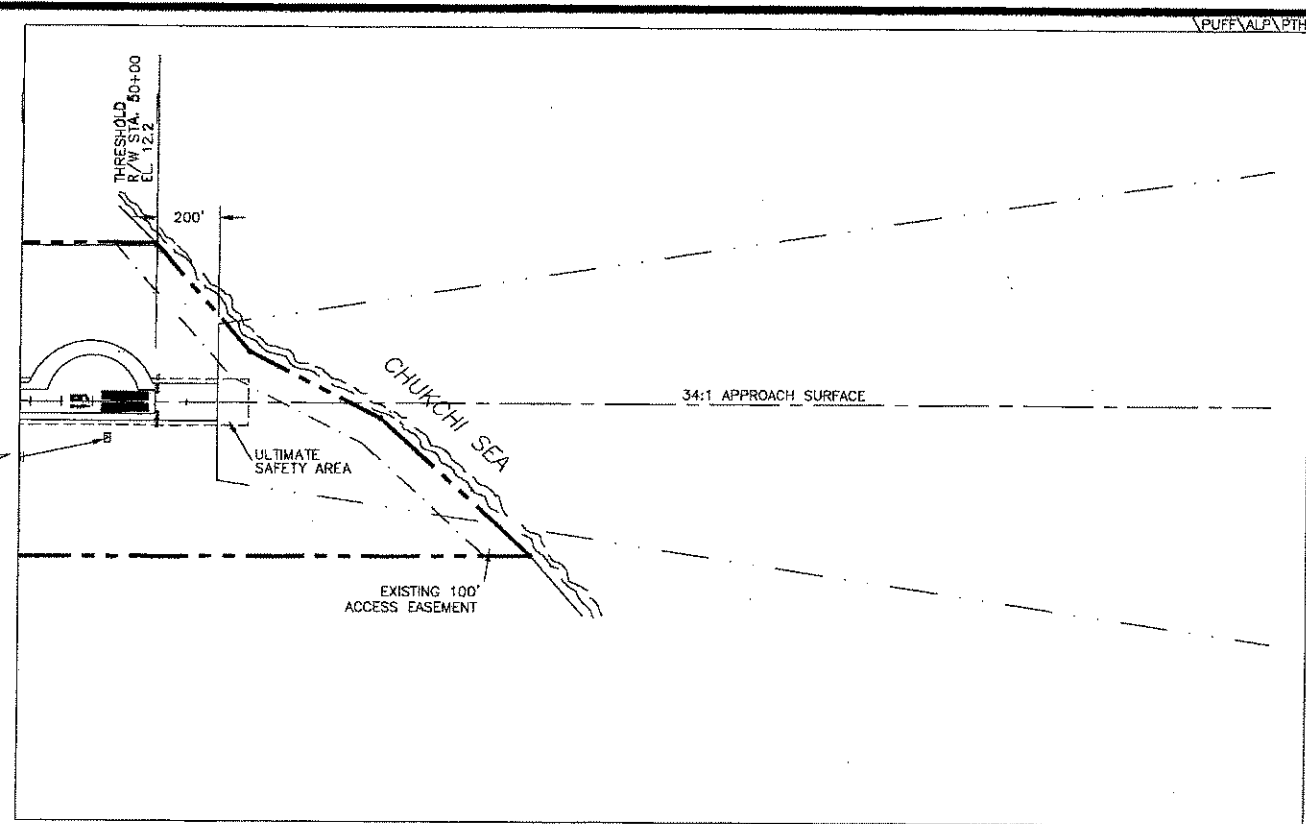 \PUFF\ALP\PTH
THRESHOLD
R/W STA. 50+00
EL. 12.2
200'
CHUKCHI SEA
34:1 APPROACH SURFACE
ULTIMATE
SAFETY AREA
EXISTING 100'
ACCESS EASEMENT